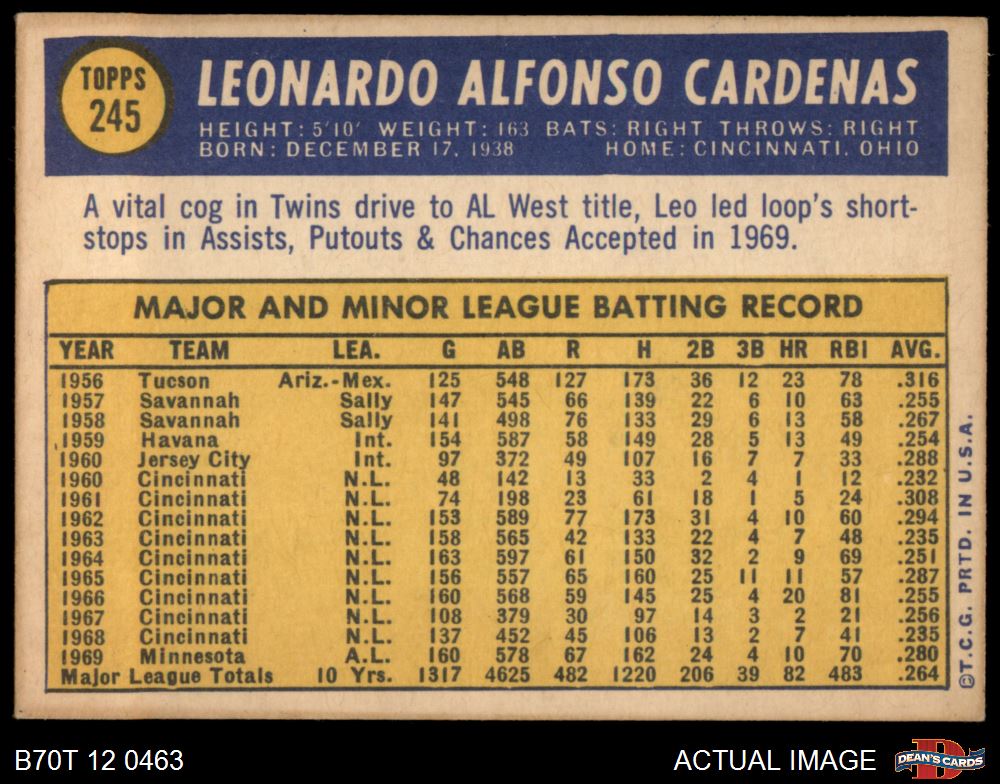 TOPPS
245
LEONARDO ALFONSO CARDENAS
HEIGHT: 5'10' WEIGHT: 163 BATS: RIGHT THROWS: RIGHT
BORN: DECEMBER 17, 1938 HOME: CINCINNATI, OHIO
A vital cog in Twins drive to AL West title, Leo led loop's short-
stops in Assists, Putouts & Chances Accepted in 1969.
MAJOR AND MINOR LEAGUE BATTING RECORD
YEAR TEAM LEA. G AB R H 2B 3B HR RBI AVG.
1956 Tucson Ariz.-Mex. 125 548 127 173 36 12 23 78 .316
1957 Savannah Sally 147 545 66 139 22 6 10 63 .255
1958 Savannah Sally 141 498 76 133 29 6 13 58 .267
1959 Havana Int. 154 587 58 149 28 5 13 49 .254
1960 Jersey City Int. 97 372 49 107 16 7 7 33 .288
1960 Cincinnati N.L. 48 142 13 33 2 4 1 12 .232
1961 Cincinnati N.L. 74 198 23 61 18 1 5 24 .308
1962 Cincinnati N.L. 153 589 77 173 31 4 10 60 .294
1963 Cincinnati N.L. 158 565 42 133 22 4 7 48 .235
1964 Cincinnati N.L. 163 597 61 150 32 2 9 69 .251
1965 Cincinnati N.L. 156 557 65 160 25 11 11 57 .287
1966 Cincinnati N.L. 160 568 59 145 25 4 20 81 .255
1967 Cincinnati N.L. 108 379 30 97 14 3 2 21 .256
1968 Cincinnati N.L. 137 452 45 106 13 2 7 41 .235
1969 Minnesota A.L. 160 578 67 162 24 4 10 70 .280
Major League Totals 10 Yrs. 1317 4625 482 1220 206 39 82 483 .264
©T.C.G. PRTD. IN U.S.A.
B70T 12 0463
ACTUAL IMAGE
DEAN'S CARDS